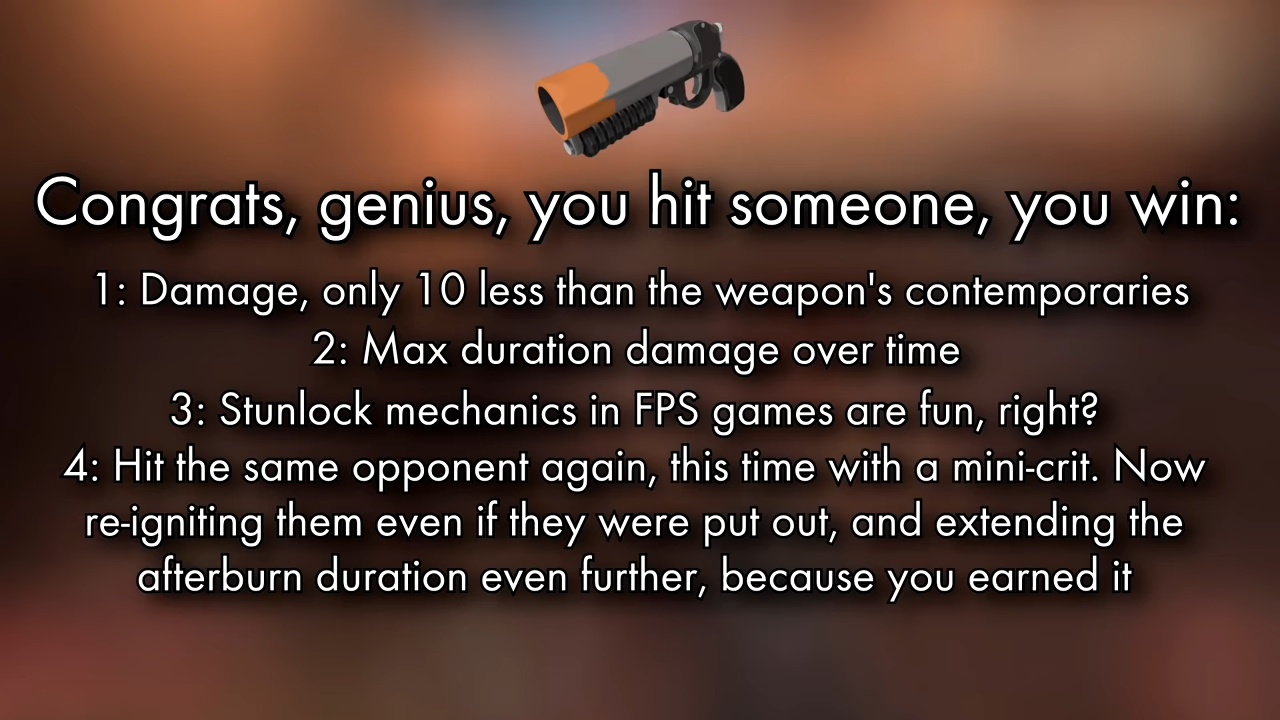 Congrats, genius, you hit someone, you win:
1: Damage, only 10 less than the weapon's contemporaries
2: Max duration damage over time
3: Stunlock mechanics in FPS games are fun, right?
4: Hit the same opponent again, this time with a mini-crit. Now
re-igniting them even if they were put out, and extending the
afterburn duration even further, because you earned it